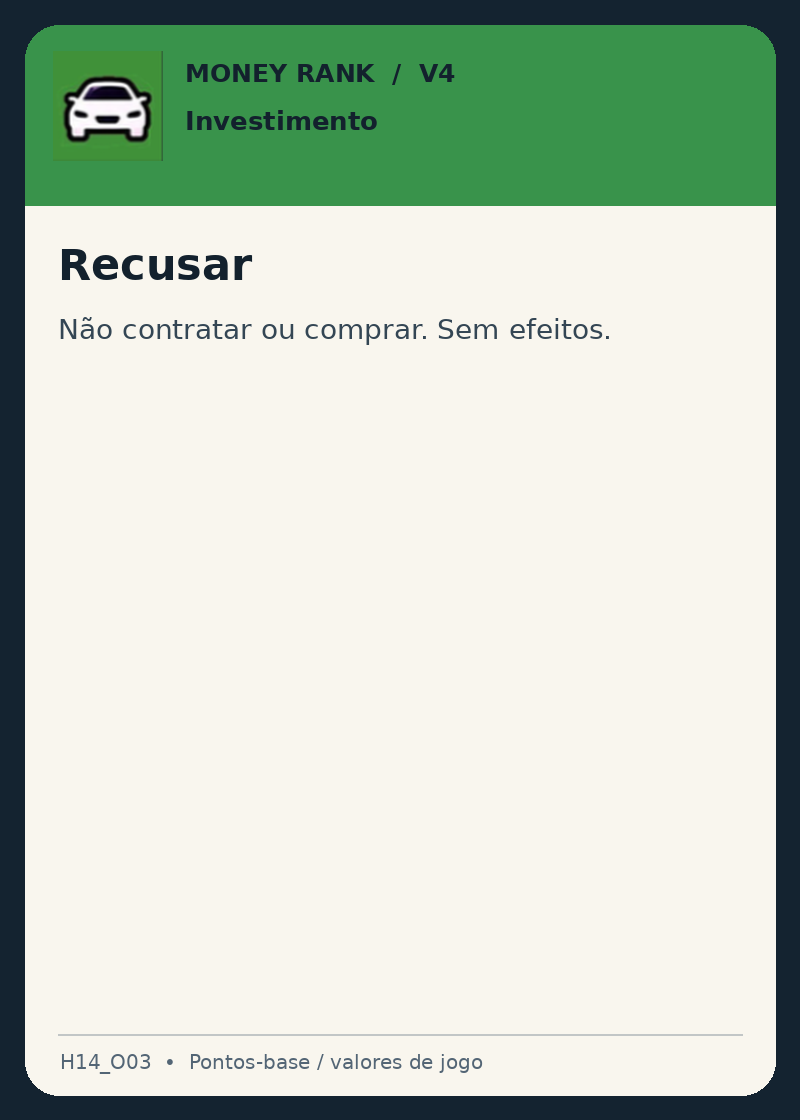 MONEY RANK / V4
Investimento
Recusar
Não contratar ou comprar. Sem efeitos.
H14_O03 • Pontos-base / valores de jogo